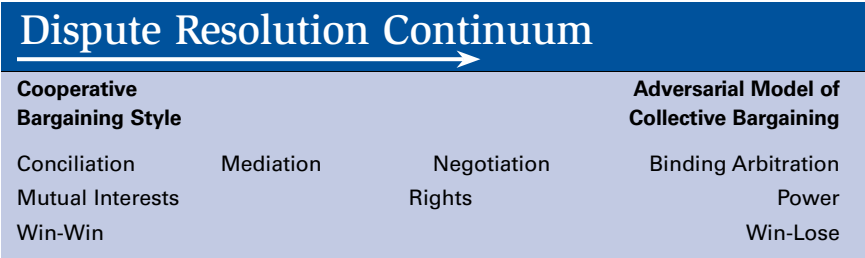 Dispute Resolution Continuum
Cooperative Adversarial Model of
Bargaining Style Collective Bargaining
Conciliation Mediation Negotiation Binding Arbitration
Mutual Interests Rights Power
Win-Win Win-Lose